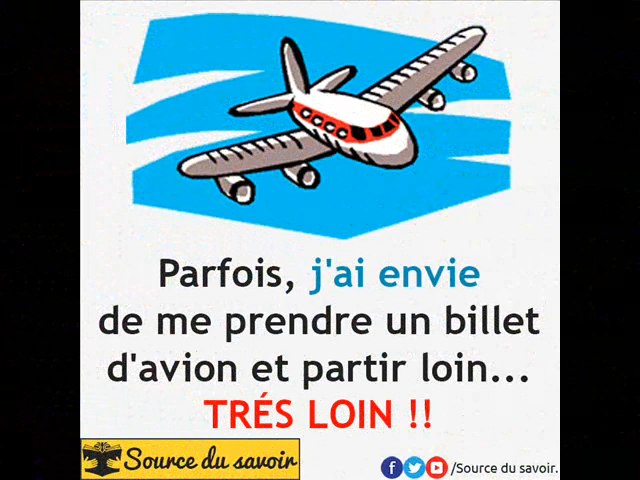 Parfois, j'ai envie
de me prendre un billet
d'avion et partir loin...
TRÉS LOIN !!
Source du savoir
/Source du savoir.